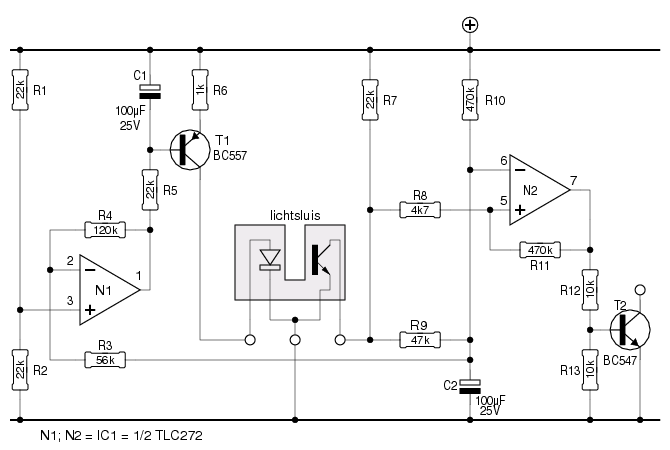 R1
22k
C1
100µF
25V
1k
R6
T1
BC557
22k
R7
470k
R10
22k
R5
R4
120k
R8
4k7
6
N2
7
5
470k
R11
lichtsluis
2
N1
1
3
R12
10k
T2
BC547
R3
56k
R9
47k
22k
R2
C2
100µF
25V
R13
10k
N1; N2 = IC1 = 1/2 TLC272